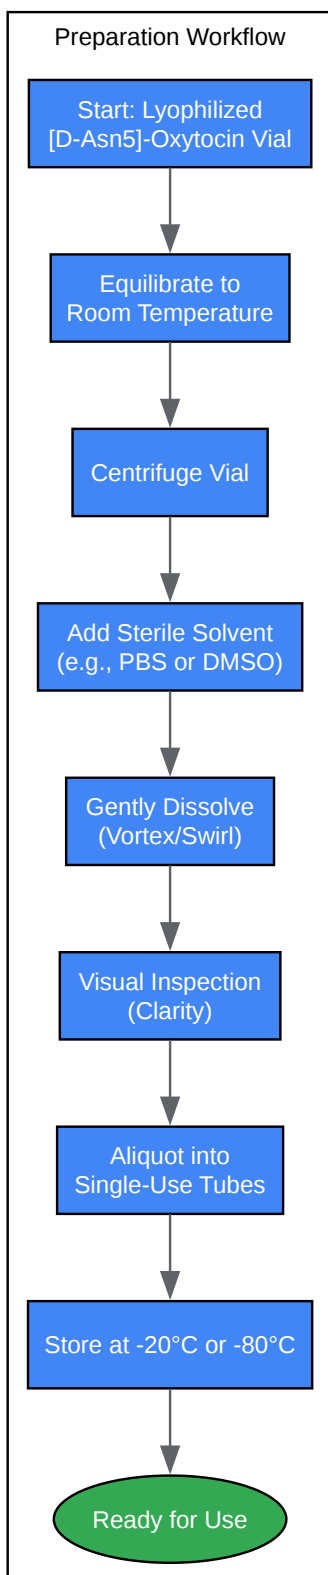 Preparation Workflow
Start: Lyophilized
[D-Asn5]-Oxytocin Vial
Equilibrate to
Room Temperature
Centrifuge Vial
Add Sterile Solvent
(e.g., PBS or DMSO)
Gently Dissolve
(Vortex/Swirl)
Visual Inspection
(Clarity)
Aliquot into
Single-Use Tubes
Store at -20°C or -80°C
Ready for Use